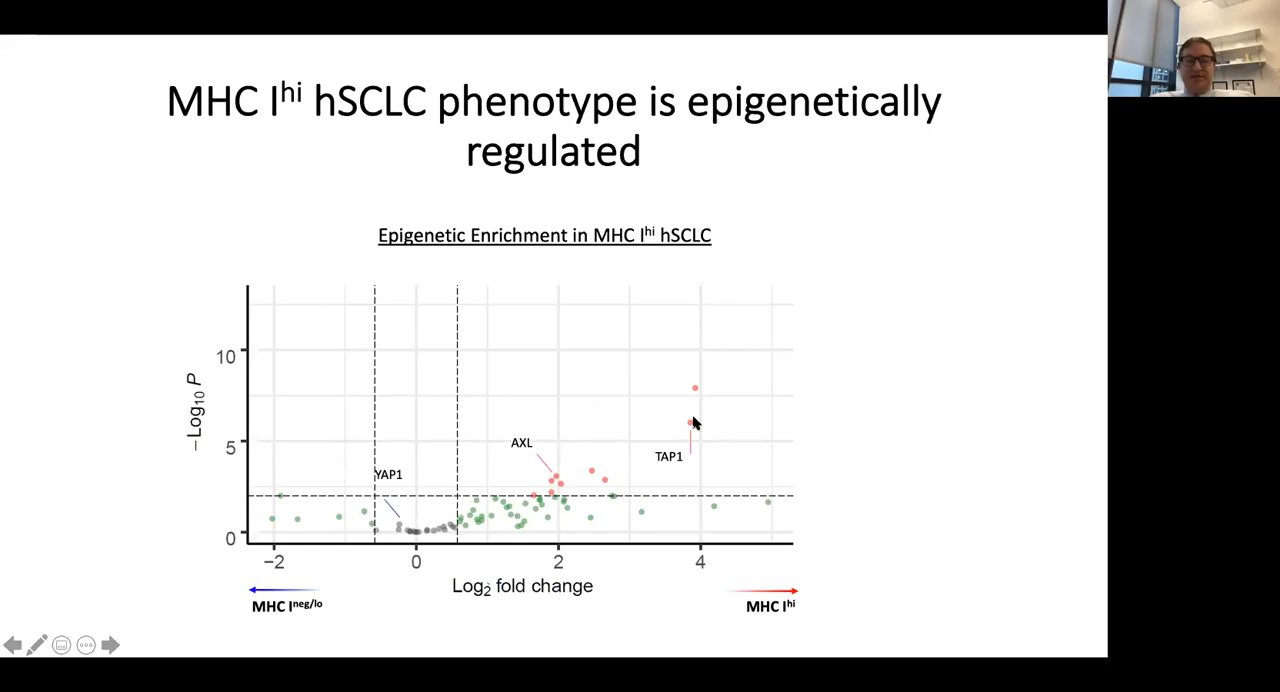 MHC Iʰⁱ hSCLC phenotype is epigenetically
regulated
Epigenetic Enrichment in MHC Iʰⁱ hSCLC
10
5
0
−Log₁₀ P
AXL
TAP1
YAP1
−2
0
2
4
Log₂ fold change
MHC Iⁿᵉᵍ/ˡᵒ
MHC Iʰⁱ